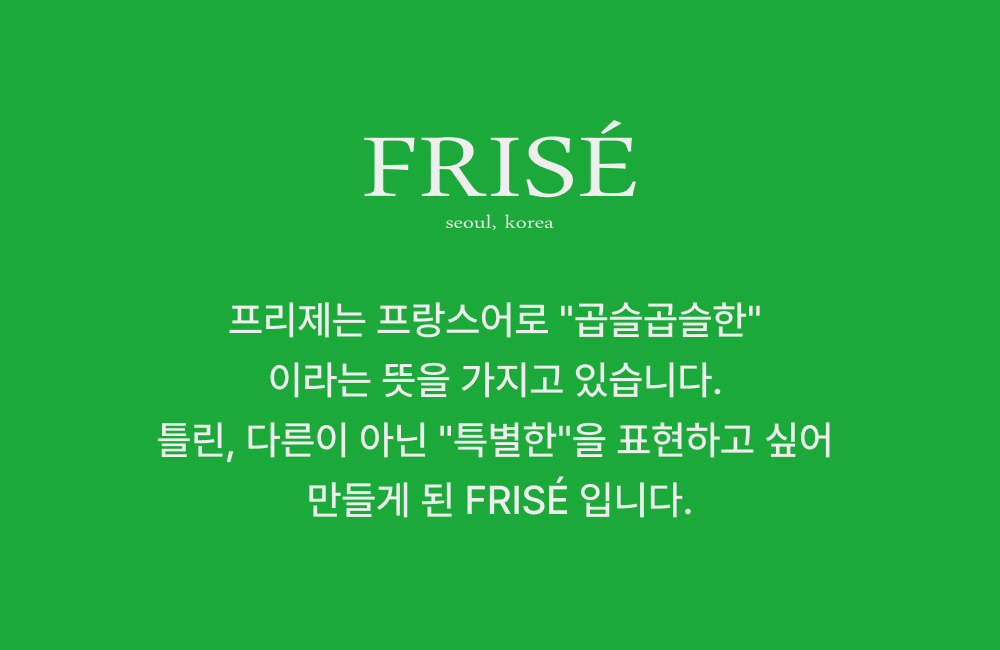 FRISÉ
seoul, korea
프리제는 프랑스어로 "곱슬곱슬한"
이라는 뜻을 가지고 있습니다.
틀린, 다른이 아닌 "특별한"을 표현하고 싶어
만들게 된 FRISÉ 입니다.